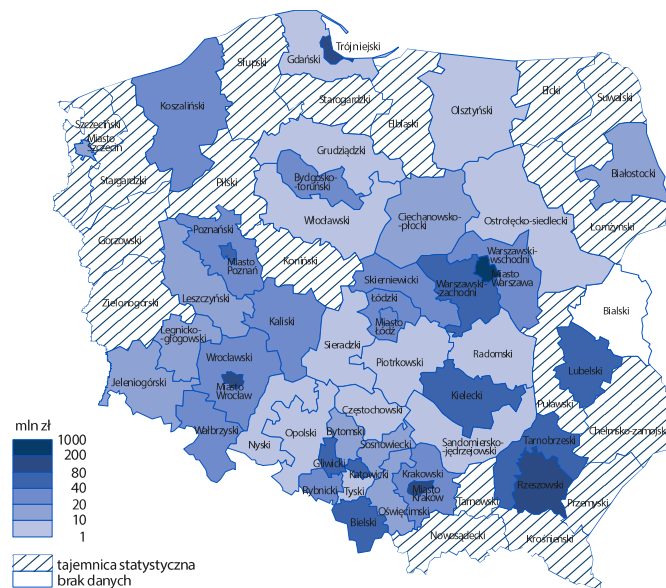 Trójmiejski
Słupski
Gdański
Koszaliński
Starogardzki
Elbląski
Olsztyński
Ełcki
Suwalski
Szczeciński
Miasto
Szczecin
Stargardzki
Pilski
Grudziądzki
Bydgosko-
-toruński
Włocławski
Białostocki
Ciechanowsko-
-płocki
Ostrołęcko-siedlecki
Łomżyński
Gorzowski
Poznański
Miasto
Poznań
Koniński
Warszawski-
wschodni
Miasto
Warszawa
Skierniewicki
Warszawski-
zachodni
Zielonogórski
Leszczyński
Łódzki
Miasto
Łódź
Kaliski
Bialski
Legnicko-
-głogowski
Sieradzki
Wrocławski
Piotrkowski
Radomski
Lubelski
Jeleniogórski
Miasto
Wrocław
Kielecki
Puławski
Częstochowski
Chełmsko-zamojski
mln zł
Wałbrzyski
Opolski
Bytomski
Nyski
Sosnowiecki
Sandomiersko-
jędrzejowski
Tarnobrzeski
1000
200
80
40
20
10
1
Gliwicki
Katowicki
Krakowski
Rybnicki
Tyski
Miasto
Kraków
Rzeszowski
Oświęcimski
Tarnowski
Przemyski
Bielski
Nowosądecki
Krośnieński
tajemnica statystyczna
brak danych